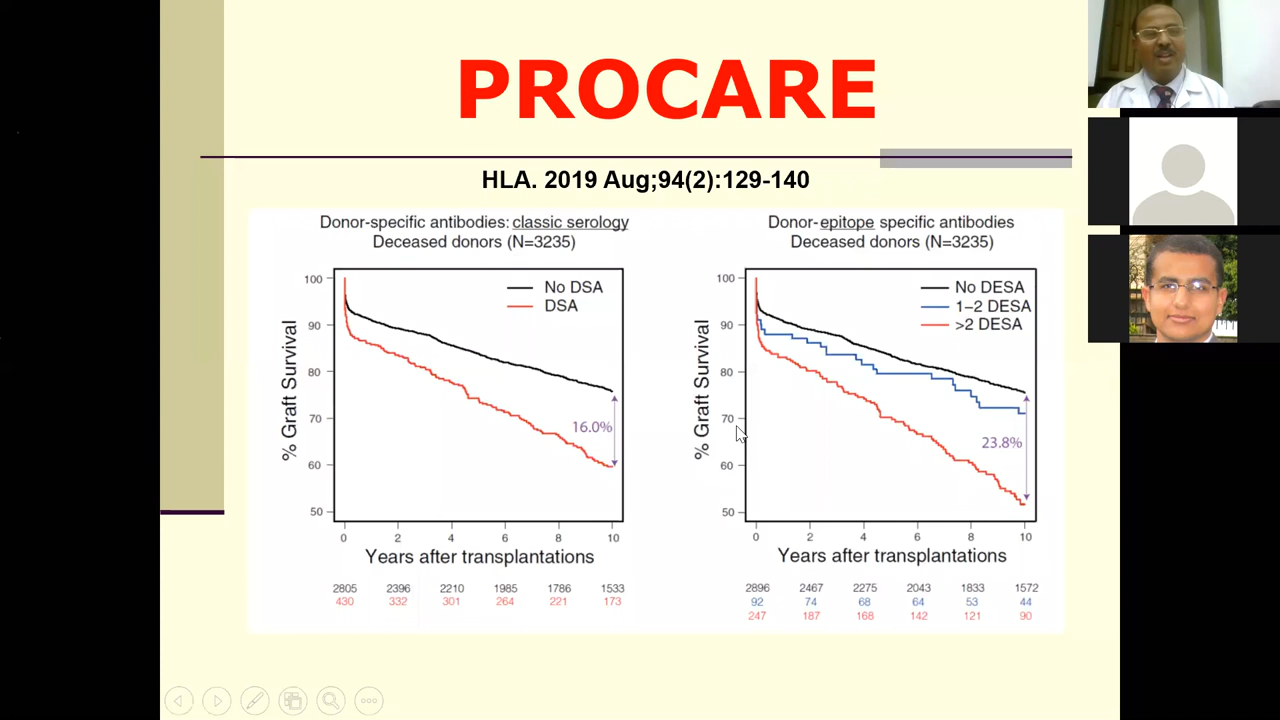 PROCARE
HLA. 2019 Aug;94(2):129-140
Donor-specific antibodies: classic serology
Deceased donors (N=3235)
100
90
80
70
60
50
% Graft Survival
No DSA
DSA
16.0%
0 2 4 6 8 10
Years after transplantations
2805 2396 2210 1985 1786 1533
430 332 301 264 221 173
Donor-epitope specific antibodies
Deceased donors (N=3235)
100
90
80
70
60
50
% Graft Survival
No DESA
1–2 DESA
>2 DESA
23.8%
0 2 4 6 8 10
Years after transplantations
2896 2467 2275 2043 1833 1572
92 74 68 64 53 44
247 187 168 142 121 90